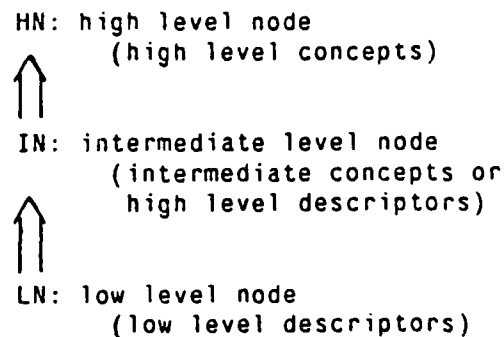 HN: high level node
(high level concepts)
IN: intermediate level node
(intermediate concepts or
high level descriptors)
LN: low level node
(low level descriptors)